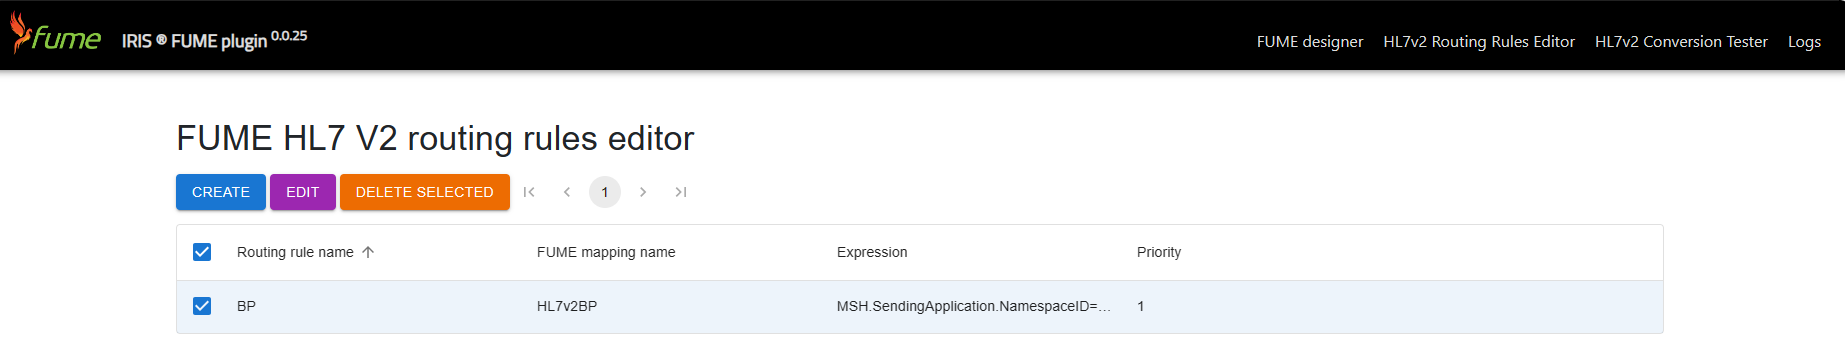 fume IRIS ® FUME plugin 0.0.25 FUME designer HL7v2 Routing Rules Editor HL7v2 Conversion Tester Logs
FUME HL7 V2 routing rules editor
CREATE EDIT DELETE SELECTED 1
Routing rule name FUME mapping name Expression Priority
BP HL7v2BP MSH.SendingApplication.NamespaceID=... 1